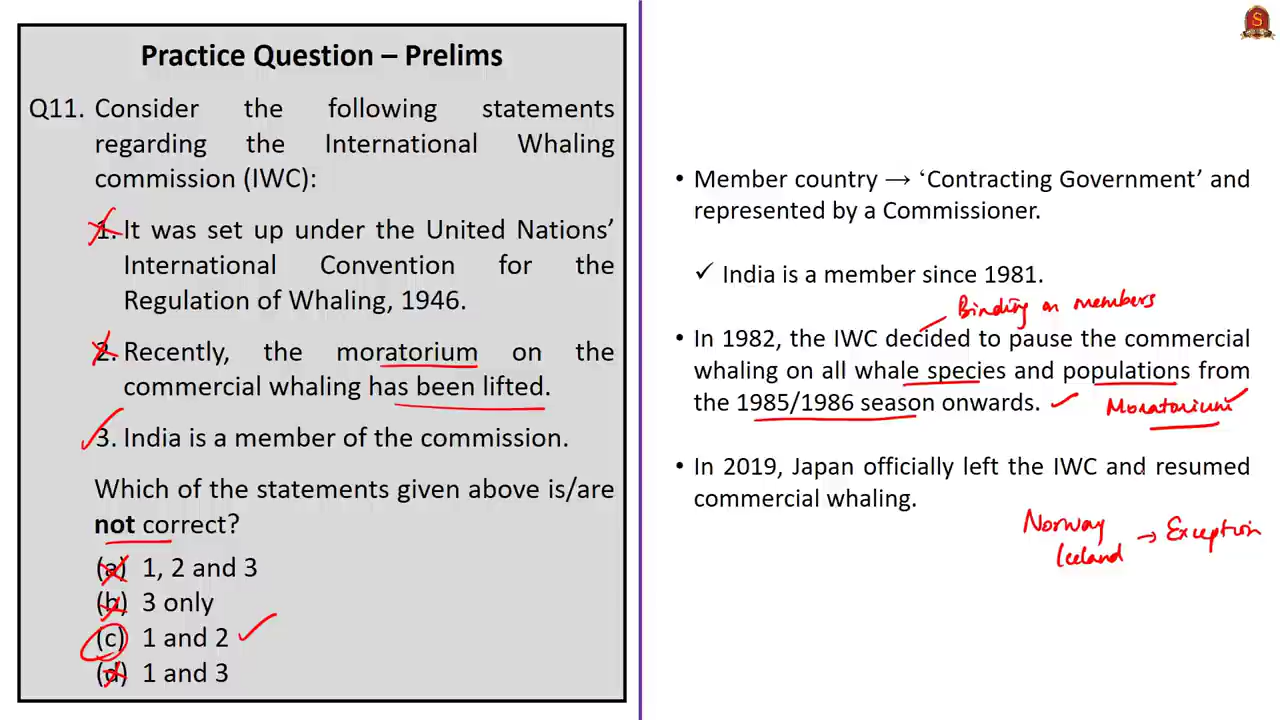 Practice Question – Prelims
Q11. Consider the following statements
regarding the International Whaling
commission (IWC):
1. It was set up under the United Nations’
International Convention for the
Regulation of Whaling, 1946.
2. Recently, the moratorium on the
commercial whaling has been lifted.
3. India is a member of the commission.
Which of the statements given above is/are
not correct?
(a) 1, 2 and 3
(b) 3 only
(c) 1 and 2
(d) 1 and 3
S
• Member country → ‘Contracting Government’ and
represented by a Commissioner.
✓ India is a member since 1981.
Binding on members
• In 1982, the IWC decided to pause the commercial
whaling on all whale species and populations from
the 1985/1986 season onwards.
Moratorium
• In 2019, Japan officially left the IWC and resumed
commercial whaling.
Norway
Iceland → Exception